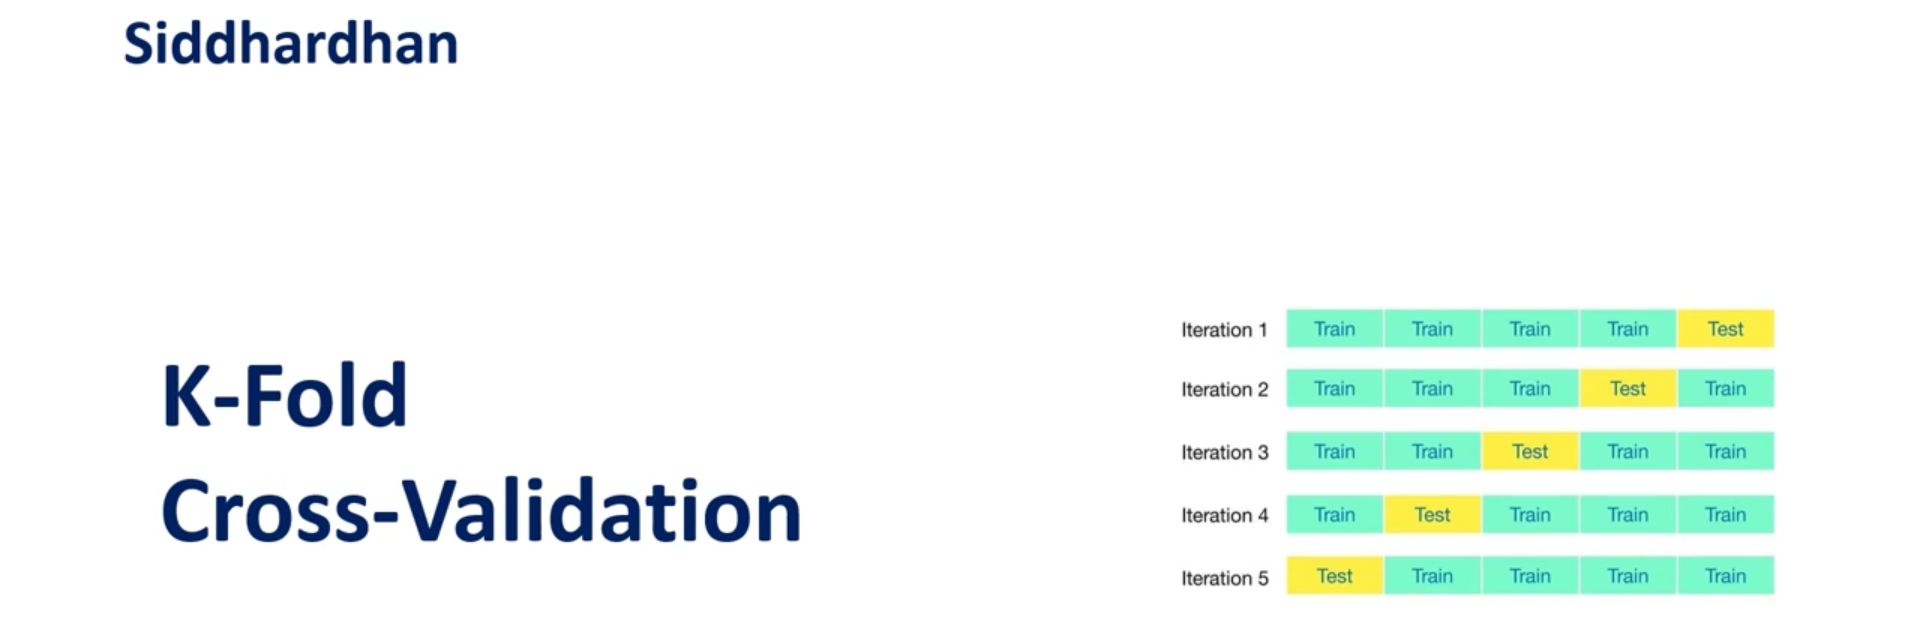 Siddhardhan
K-Fold
Cross-Validation
Iteration 1 Train Train Train Train Test
Iteration 2 Train Train Train Test Train
Iteration 3 Train Train Test Train Train
Iteration 4 Train Test Train Train Train
Iteration 5 Test Train Train Train Train